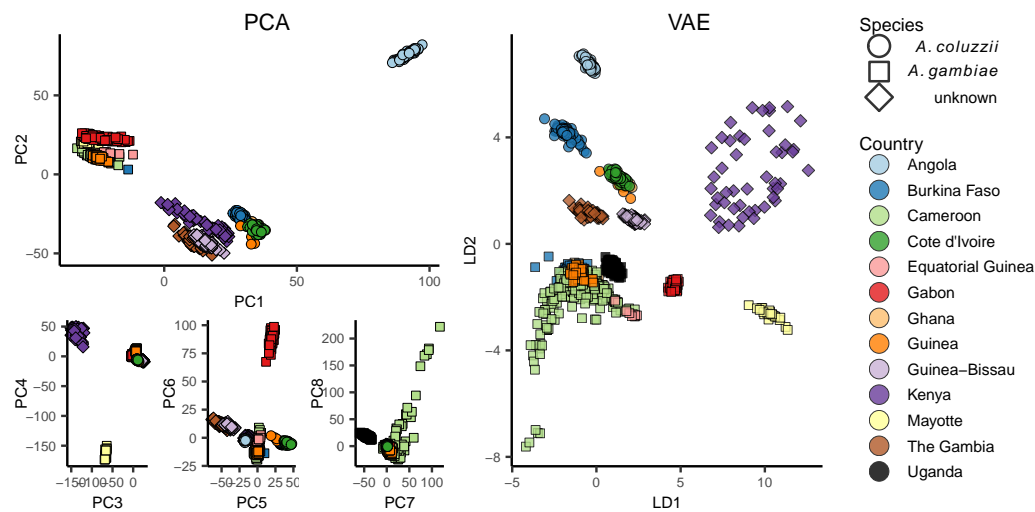 PCA
VAE
50
0
−50
PC2
0
50
100
PC1
50
0
−50
−100
−150
PC4
−150
−100
−50
0
PC3
100
75
50
25
0
−25
PC6
−50
−25
0
25
50
PC5
200
150
100
50
0
PC8
−50
0
50
100
PC7
4
0
−4
−8
LD2
−5
0
5
10
LD1
Species
A. coluzzii
A. gambiae
unknown
Country
Angola
Burkina Faso
Cameroon
Cote d'Ivoire
Equatorial Guinea
Gabon
Ghana
Guinea
Guinea−Bissau
Kenya
Mayotte
The Gambia
Uganda